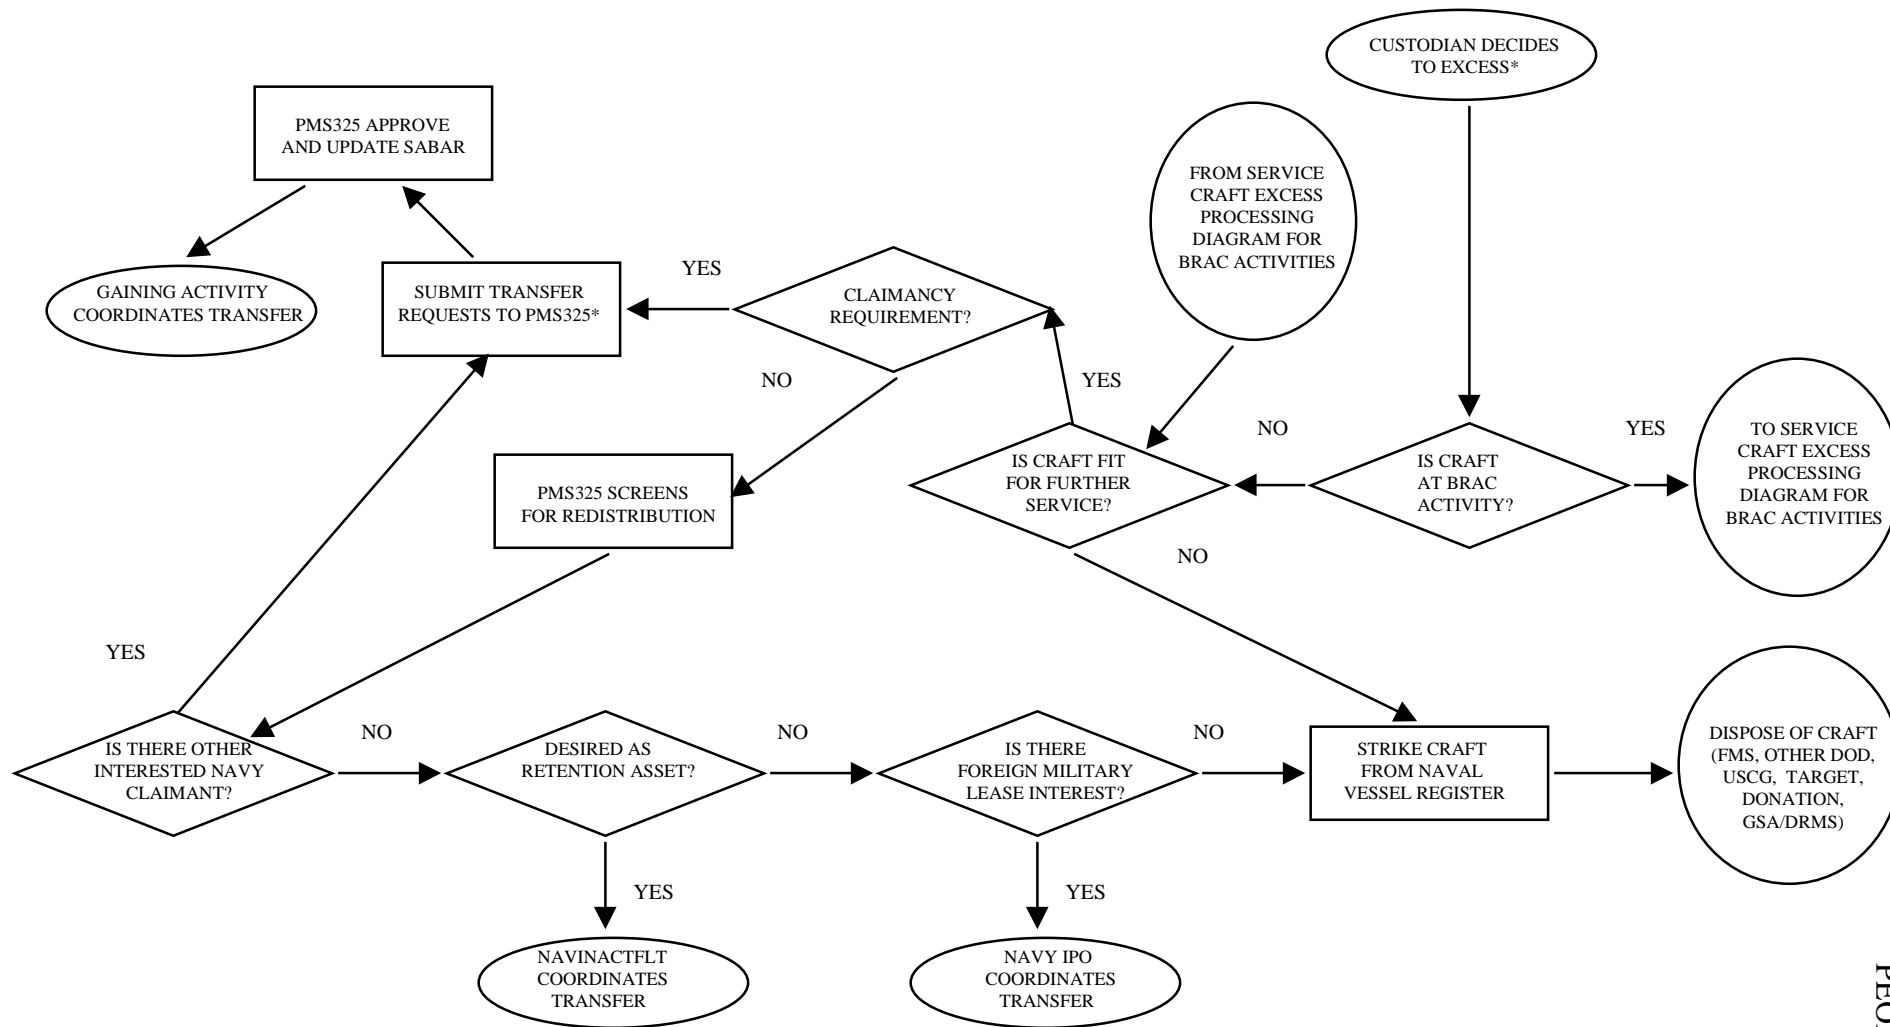 CUSTODIAN DECIDES
TO EXCESS*
PMS325 APPROVE
AND UPDATE SABAR
FROM SERVICE
CRAFT EXCESS
PROCESSING
DIAGRAM FOR
BRAC ACTIVITIES
GAINING ACTIVITY
COORDINATES TRANSFER
SUBMIT TRANSFER
REQUESTS TO PMS325*
YES
CLAIMANCY
REQUIREMENT?
NO
YES
PMS325 SCREENS
FOR REDISTRIBUTION
IS CRAFT FIT
FOR FURTHER
SERVICE?
NO
IS CRAFT
AT BRAC
ACTIVITY?
YES
TO SERVICE
CRAFT EXCESS
PROCESSING
DIAGRAM FOR
BRAC ACTIVITIES
NO
YES
IS THERE OTHER
INTERESTED NAVY
CLAIMANT?
NO
DESIRED AS
RETENTION ASSET?
NO
IS THERE
FOREIGN MILITARY
LEASE INTEREST?
NO
STRIKE CRAFT
FROM NAVAL
VESSEL REGISTER
DISPOSE OF CRAFT
(FMS, OTHER DOD,
USCG, TARGET,
DONATION,
GSA/DRMS)
YES
YES
NAVINACTFLT
COORDINATES
TRANSFER
NAVY IPO
COORDINATES
TRANSFER